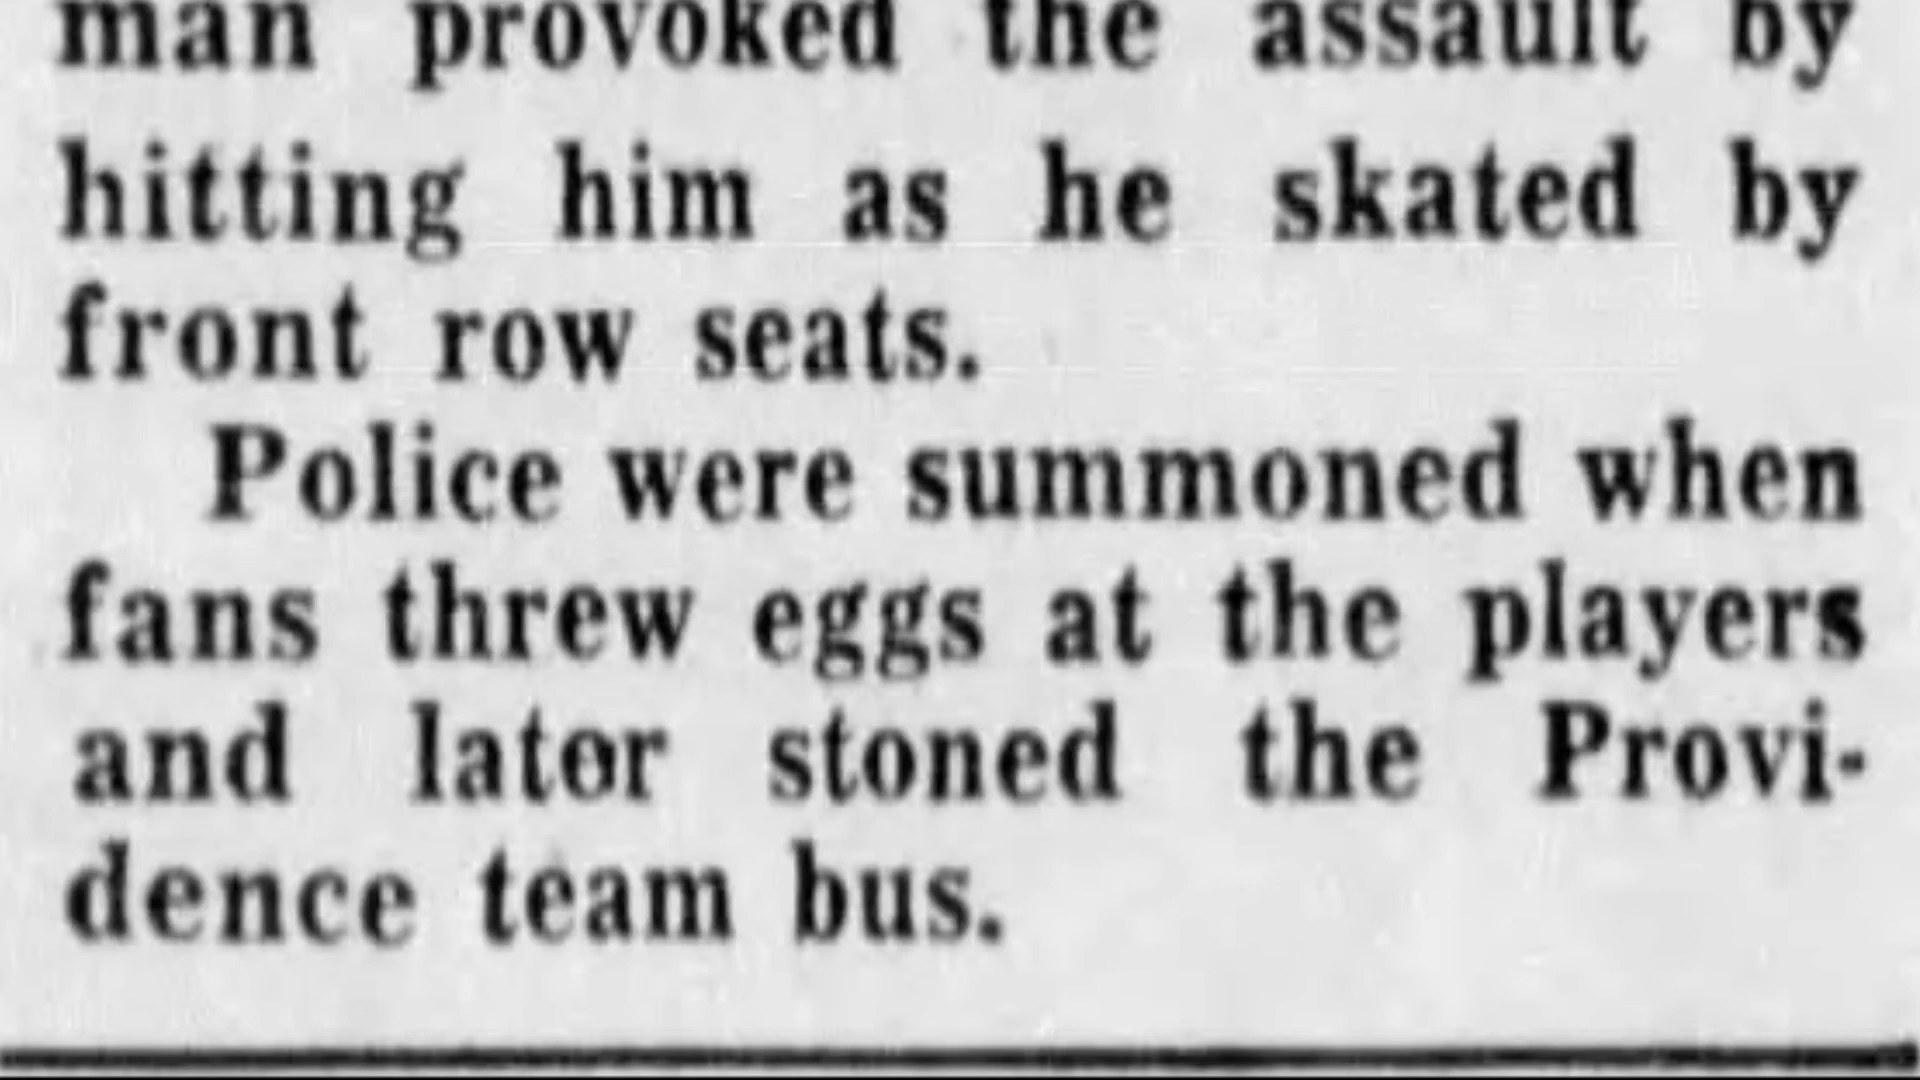 man provoked the assault by
hitting him as he skated by
front row seats.
Police were summoned when
fans threw eggs at the players
and later stoned the Provi-
dence team bus.